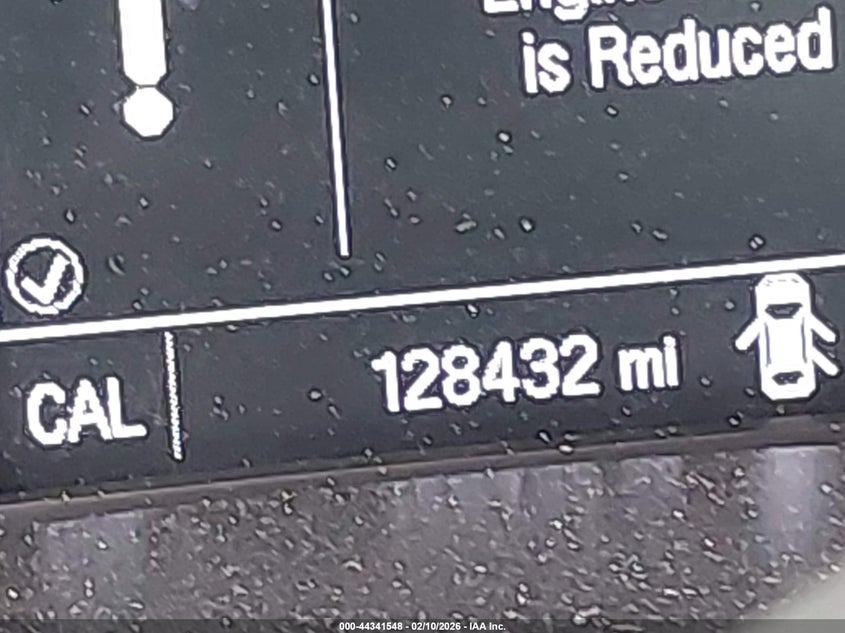 is Reduced
128432 mi
CAL
000-44341548 - 02/10/2026 - IAA Inc.